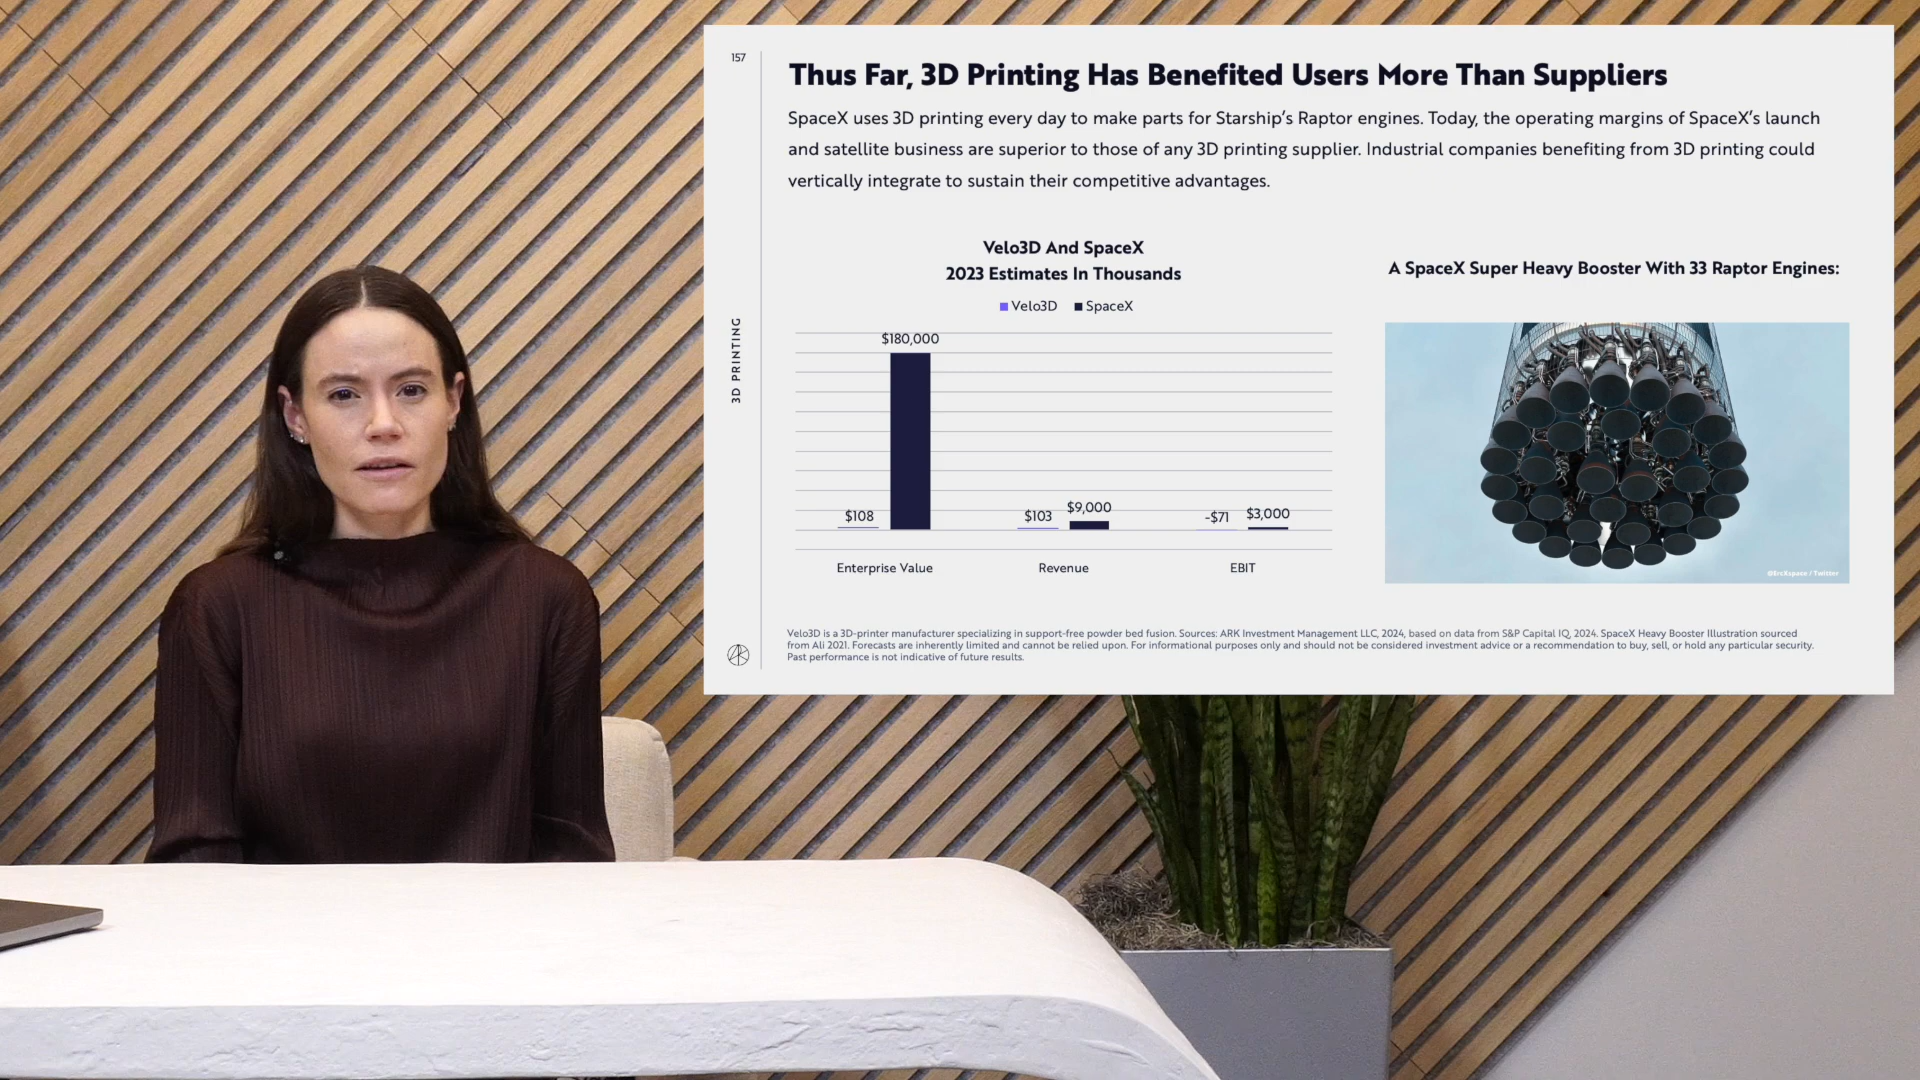 157
Thus Far, 3D Printing Has Benefited Users More Than Suppliers
SpaceX uses 3D printing every day to make parts for Starship's Raptor engines. Today, the operating margins of SpaceX's launch
and satellite business are superior to those of any 3D printing supplier. Industrial companies benefiting from 3D printing could
vertically integrate to sustain their competitive advantages.
3D PRINTING
Velo3D And SpaceX
2023 Estimates In Thousands
Velo3D SpaceX
$180,000
$108
$103
$9,000
-$71
$3,000
Enterprise Value Revenue EBIT
A SpaceX Super Heavy Booster With 33 Raptor Engines:
@ErcXspace / Twitter
Velo3D is a 3D-printer manufacturer specializing in support-free powder bed fusion. Sources: ARK Investment Management LLC, 2024, based on data from S&P Capital IQ, 2024. SpaceX Heavy Booster Illustration sourced
from Ali 2021. Forecasts are inherently limited and cannot be relied upon. For informational purposes only and should not be considered investment advice or a recommendation to buy, sell, or hold any particular security.
Past performance is not indicative of future results.